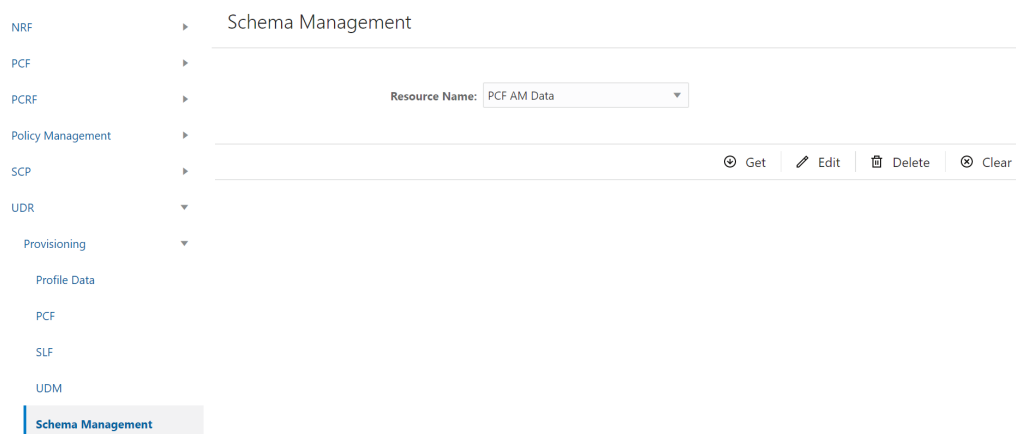 NRF
PCF
PCRF
Policy Management
SCP
UDR
Provisioning
Profile Data
PCF
SLF
UDM
Schema Management
Schema Management
Resource Name: PCF AM Data
Get Edit Delete Clear